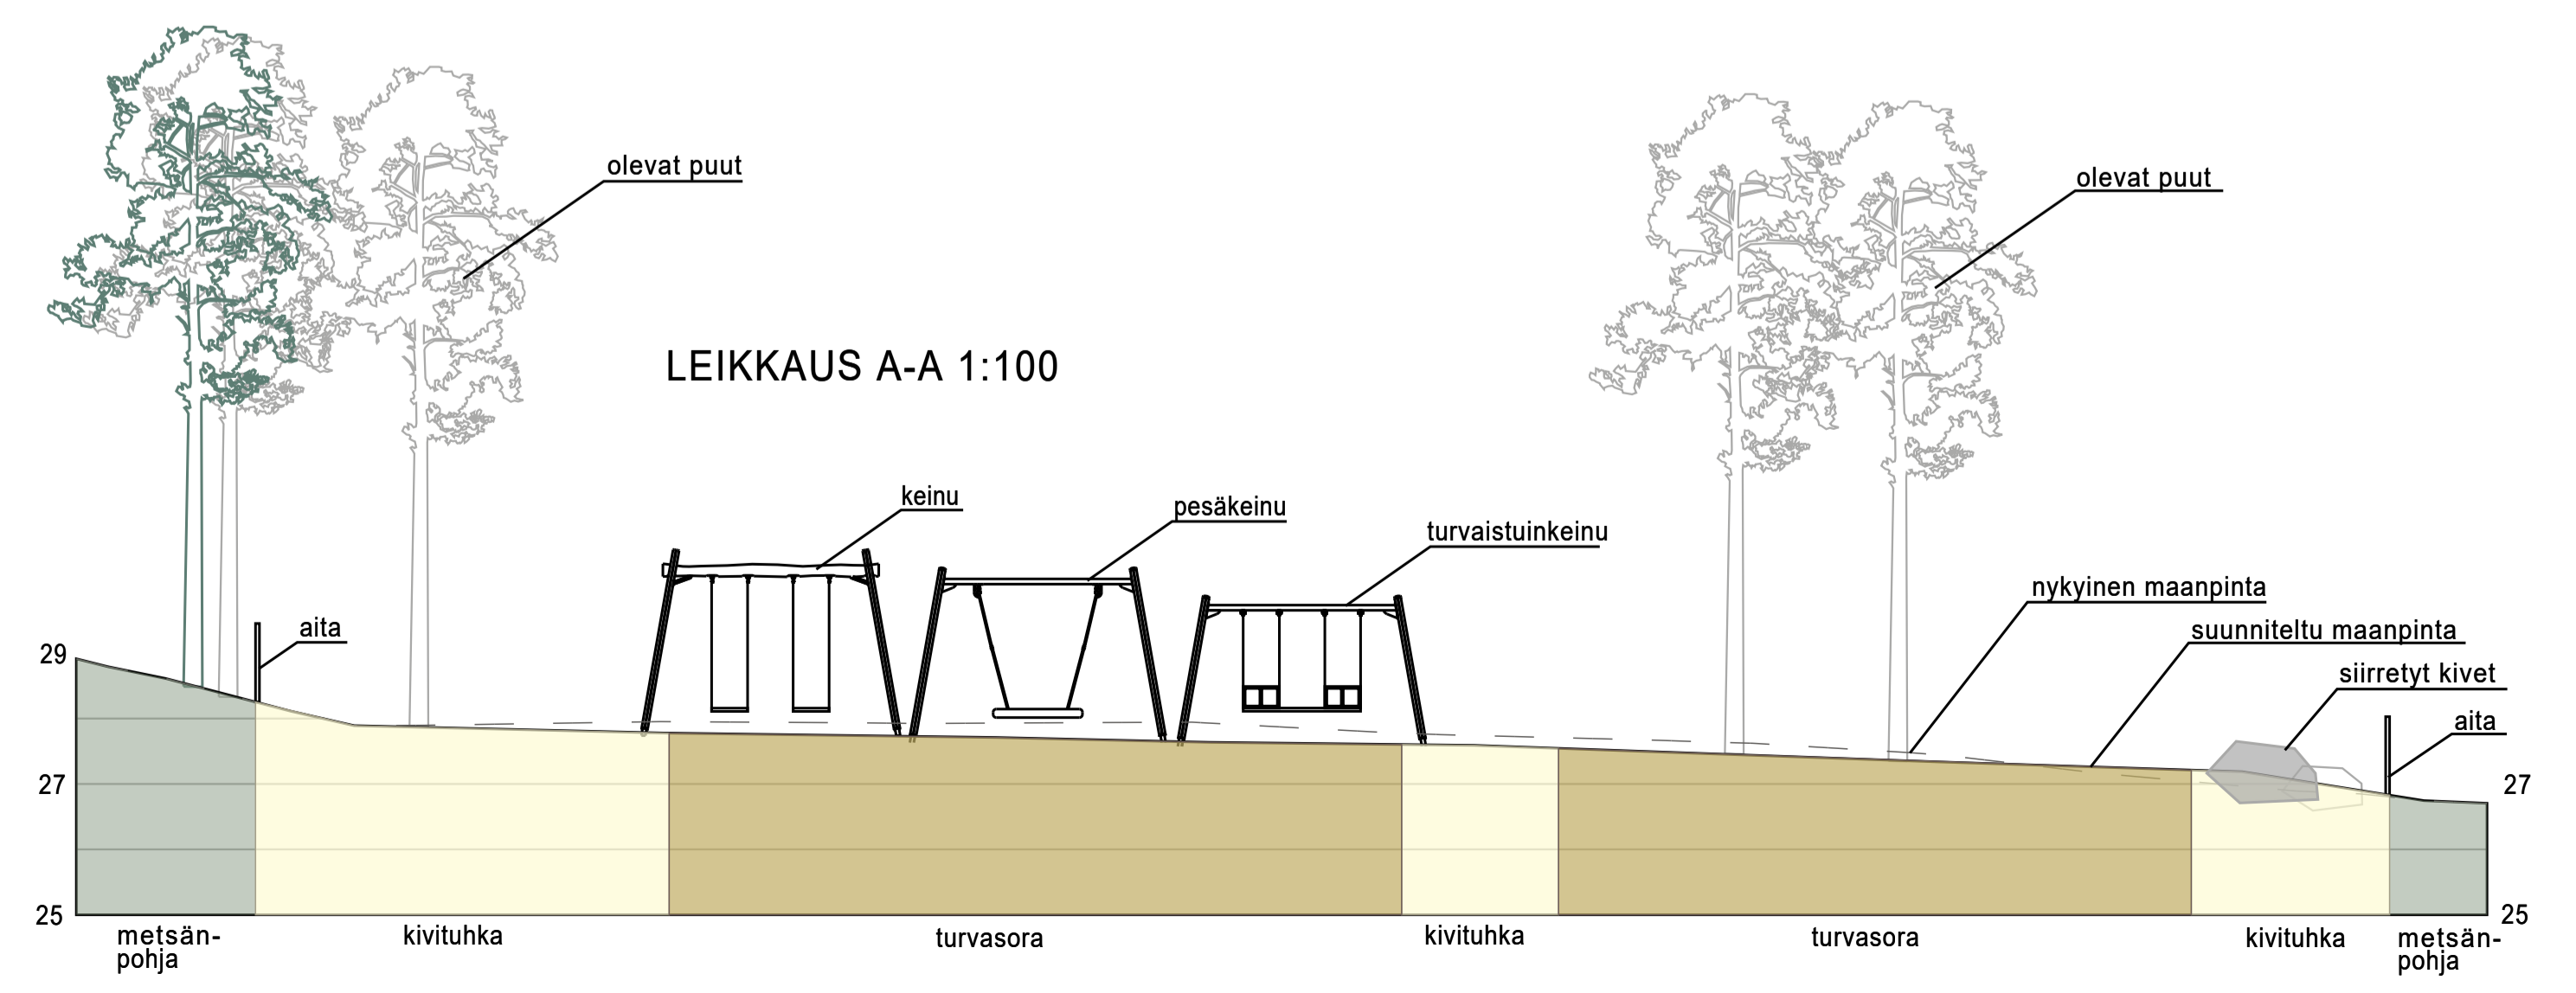 olevat puut
olevat puut
LEIKKAUS A-A 1:100
keinu
pesäkeinu
turvaistuinkeinu
nykyinen maanpinta
suunniteltu maanpinta
siirretyt kivet
aita
aita
29
27
25
27
25
metsän-
pohja
kivituhka
turvasora
kivituhka
turvasora
kivituhka
metsän-
pohja